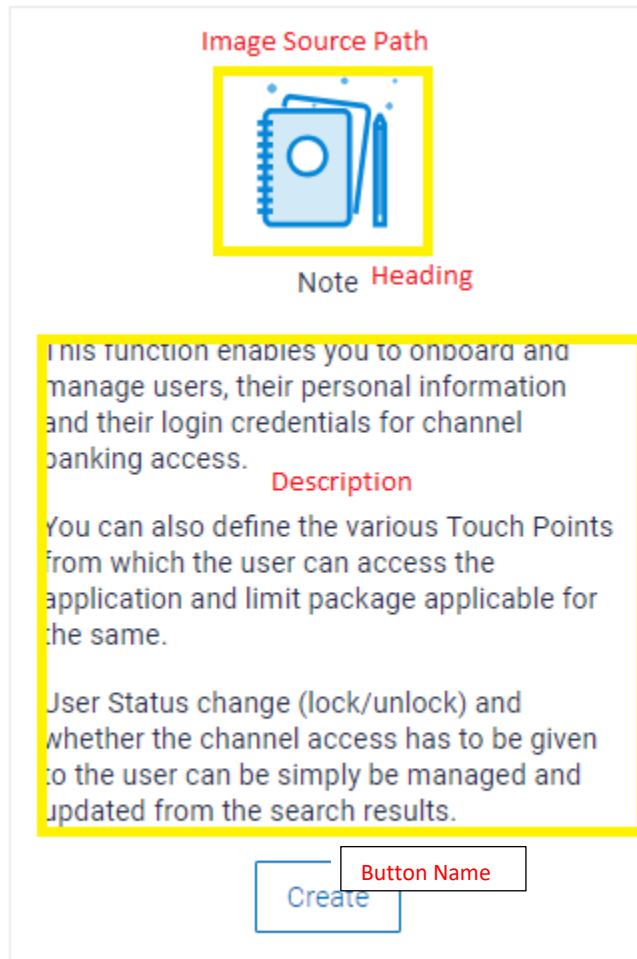 Image Source Path
Note Heading
This function enables you to onboard and
manage users, their personal information
and their login credentials for channel
banking access.
Description
You can also define the various Touch Points
from which the user can access the
application and limit package applicable for
the same.
User Status change (lock/unlock) and
whether the channel access has to be given
to the user can be simply be managed and
updated from the search results.
Button Name
Create